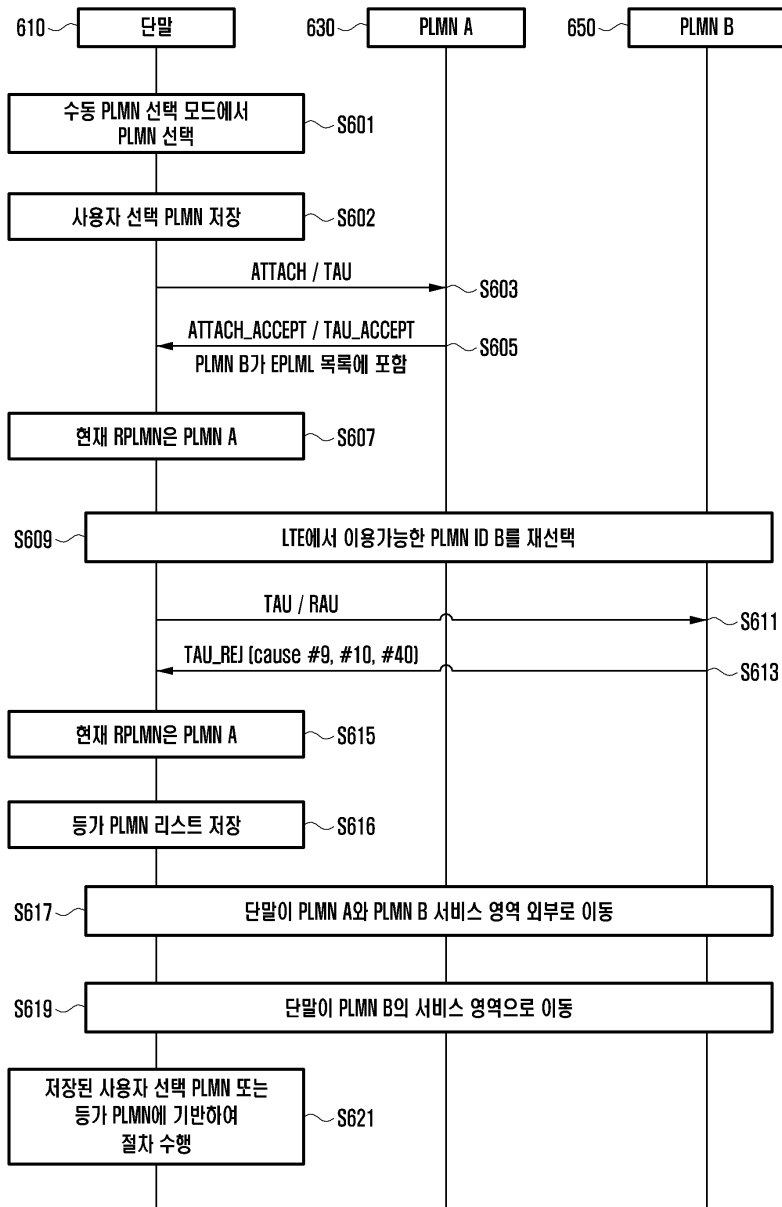 610 단말 630 PLMN A 650 PLMN B
수동 PLMN 선택 모드에서
PLMN 선택
S601
사용자 선택 PLMN 저장
S602
ATTACH / TAU
S603
ATTACH_ACCEPT / TAU_ACCEPT
S605
PLMN B가 EPLML 목록에 포함
현재 RPLMN은 PLMN A
S607
S609
LTE에서 이용가능한 PLMN ID B를 재선택
TAU / RAU
S611
TAU_REJ (cause #9, #10, #40)
S613
현재 RPLMN은 PLMN A
S615
등가 PLMN 리스트 저장
S616
S617
단말이 PLMN A와 PLMN B 서비스 영역 외부로 이동
S619
단말이 PLMN B의 서비스 영역으로 이동
저장된 사용자 선택 PLMN 또는
등가 PLMN에 기반하여
절차 수행
S621